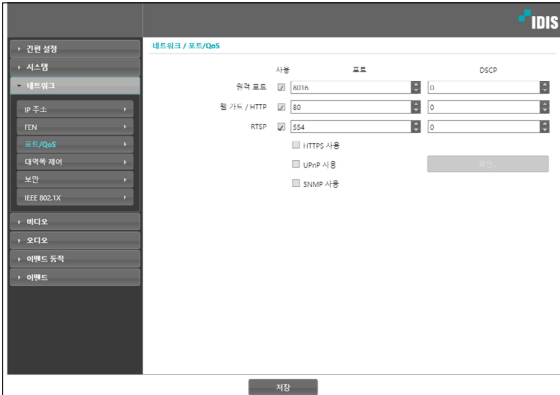 IDIS
간편 설정
시스템
네트워크
IP 주소
FEN
포트/QoS
대역폭 제어
보안
IEEE 802.1X
비디오
오디오
이벤트 동작
이벤트
네트워크 / 포트/QoS
사용 포트 DSCP
원격 포트 8016 0
웹 가드 / HTTP 80 0
RTSP 554 0
HTTPS 사용
UPnP 사용
SNMP 사용
저장